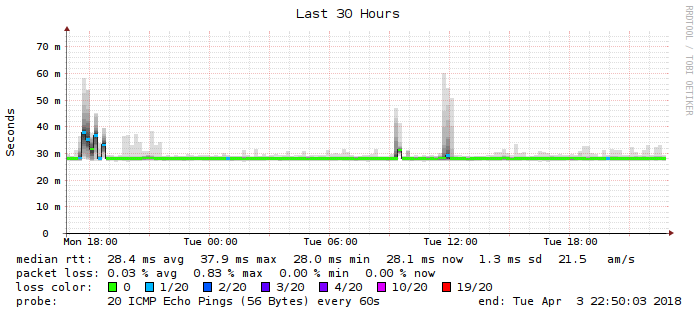 Last 30 Hours
RRDTOOL / TOBI OETIKER
Seconds
70 m
60 m
50 m
40 m
30 m
20 m
10 m
0
Mon 18:00 Tue 00:00 Tue 06:00 Tue 12:00 Tue 18:00
median rtt: 28.4 ms avg 37.9 ms max 28.0 ms min 28.1 ms now 1.3 ms sd 21.5 am/s
packet loss: 0.03 % avg 0.83 % max 0.00 % min 0.00 % now
loss color: 0 1/20 2/20 3/20 4/20 10/20 19/20
probe: 20 ICMP Echo Pings (56 Bytes) every 60s end: Tue Apr 3 22:50:03 2018